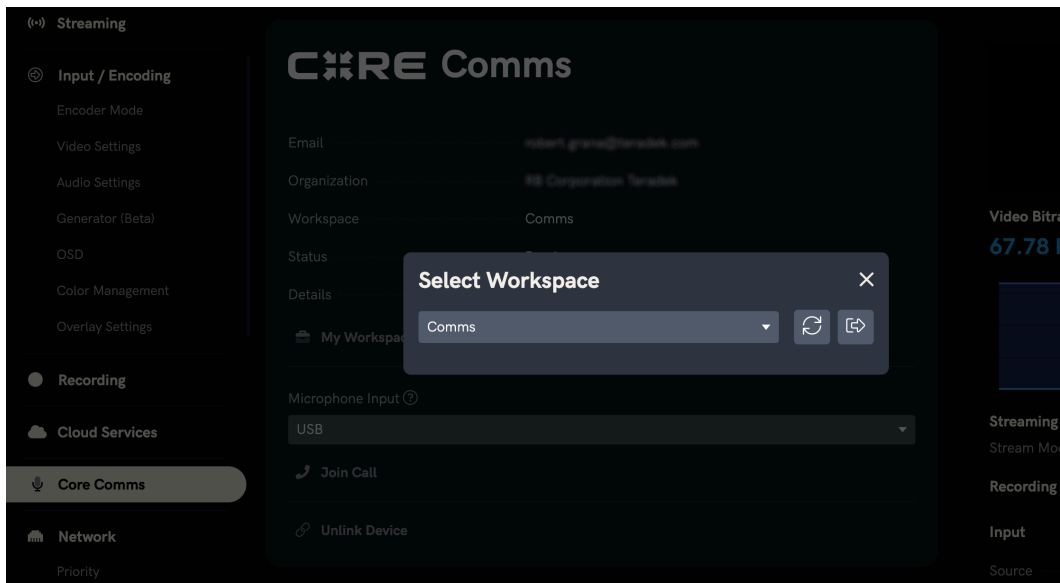 Streaming
Input / Encoding
Encoder Mode
Video Settings
Audio Settings
Generator (Beta)
OSD
Color Management
Overlay Settings
Recording
Cloud Services
Core Comms
Network
Priority
CORE Comms
Email
Organization
Workspace Comms
Status
Details
My Workspac
Select Workspace
Comms
Microphone Input
USB
Join Call
Unlink Device
Video Bitra
67.78
Streaming
Stream Mo
Recording
Input
Source